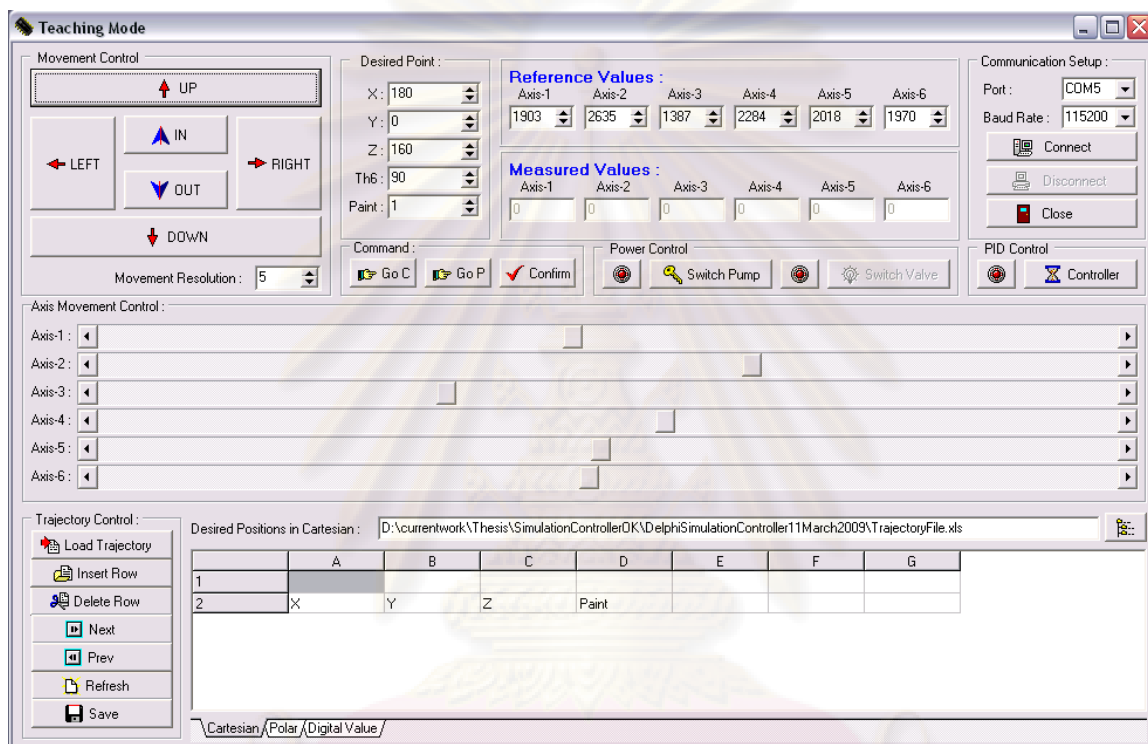 Teaching Mode
Movement Control
UP
LEFT
IN
OUT
RIGHT
DOWN
Movement Resolution : 5
Desired Point :
X : 180
Y : 0
Z : 160
Th6 : 90
Paint : 1
Reference Values :
Axis-1 Axis-2 Axis-3 Axis-4 Axis-5 Axis-6
1903 2635 1387 2284 2018 1970
Measured Values :
Axis-1 Axis-2 Axis-3 Axis-4 Axis-5 Axis-6
0 0 0 0 0 0
Communication Setup :
Port : COM5
Baud Rate : 115200
Connect
Disconnect
Close
Command :
Go C Go P Confirm
Power Control
Switch Pump Switch Valve
PID Control
Controller
Axis Movement Control :
Axis-1 :
Axis-2 :
Axis-3 :
Axis-4 :
Axis-5 :
Axis-6 :
Trajectory Control :
Load Trajectory
Insert Row
Delete Row
Next
Prev
Refresh
Save
Desired Positions in Cartesian : D:\currentwork\Thesis\SimulationControllerOK\DelphiSimulationController11March2009\TrajectoryFile.xls
A B C D E F G
1
2 X Y Z Paint
Cartesian Polar Digital Value